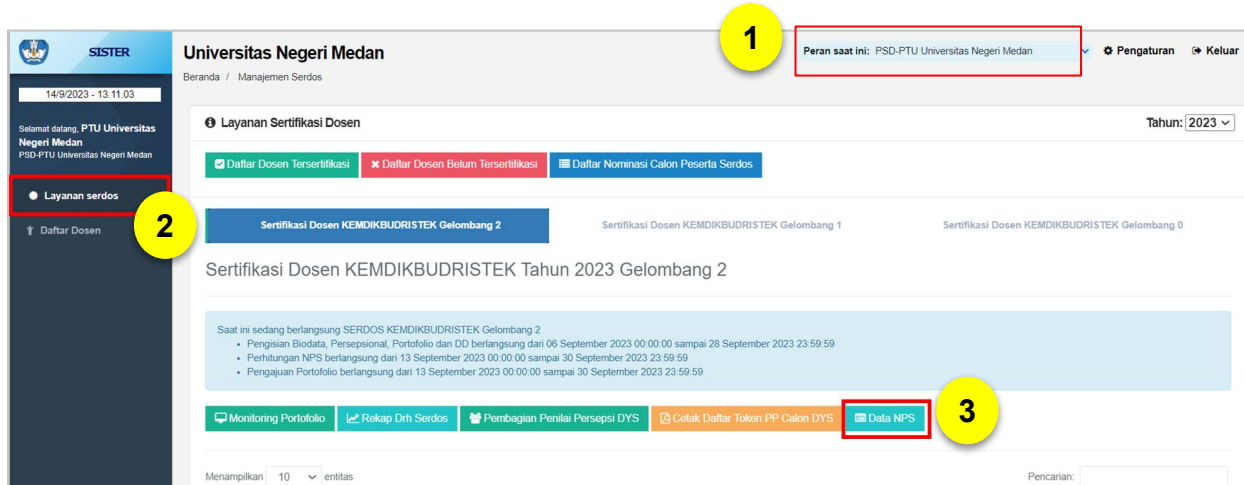 1
SISTER
Universitas Negeri Medan
Peran saat ini: PSD-PTU Universitas Negeri Medan
Pengaturan
Keluar
Beranda / Manajemen Serdos
14/9/2023 - 13.11.03
Selamat datang, PTU Universitas
Negeri Medan
PSD-PTU Universitas Negeri Medan
Layanan serdos
2
Daftar Dosen
Layanan Sertifikasi Dosen
Tahun: 2023
Daftar Dosen Tersertifikasi
Daftar Dosen Belum Tersertifikasi
Daftar Nominasi Calon Peserta Serdos
Sertifikasi Dosen KEMDIKBUDRISTEK Gelombang 2
Sertifikasi Dosen KEMDIKBUDRISTEK Gelombang 1
Sertifikasi Dosen KEMDIKBUDRISTEK Gelombang 0
Sertifikasi Dosen KEMDIKBUDRISTEK Tahun 2023 Gelombang 2
Saat ini sedang berlangsung SERDOS KEMDIKBUDRISTEK Gelombang 2
• Pengisian Biodata, Persepsional, Portofolio dan DD berlangsung dari 06 September 2023 00:00:00 sampai 28 September 2023 23:59:59
• Perhitungan NPS berlangsung dari 13 September 2023 00:00:00 sampai 30 September 2023 23:59:59
• Pengajuan Portofolio berlangsung dari 13 September 2023 00:00:00 sampai 30 September 2023 23:59:59
Monitoring Portofolio
Rekap Drh Serdos
Pembagian Penilai Persepsi DYS
Cetak Daftar Token PP Calon DYS
Data NPS
3
Menampilkan 10 entitas
Pencarian: